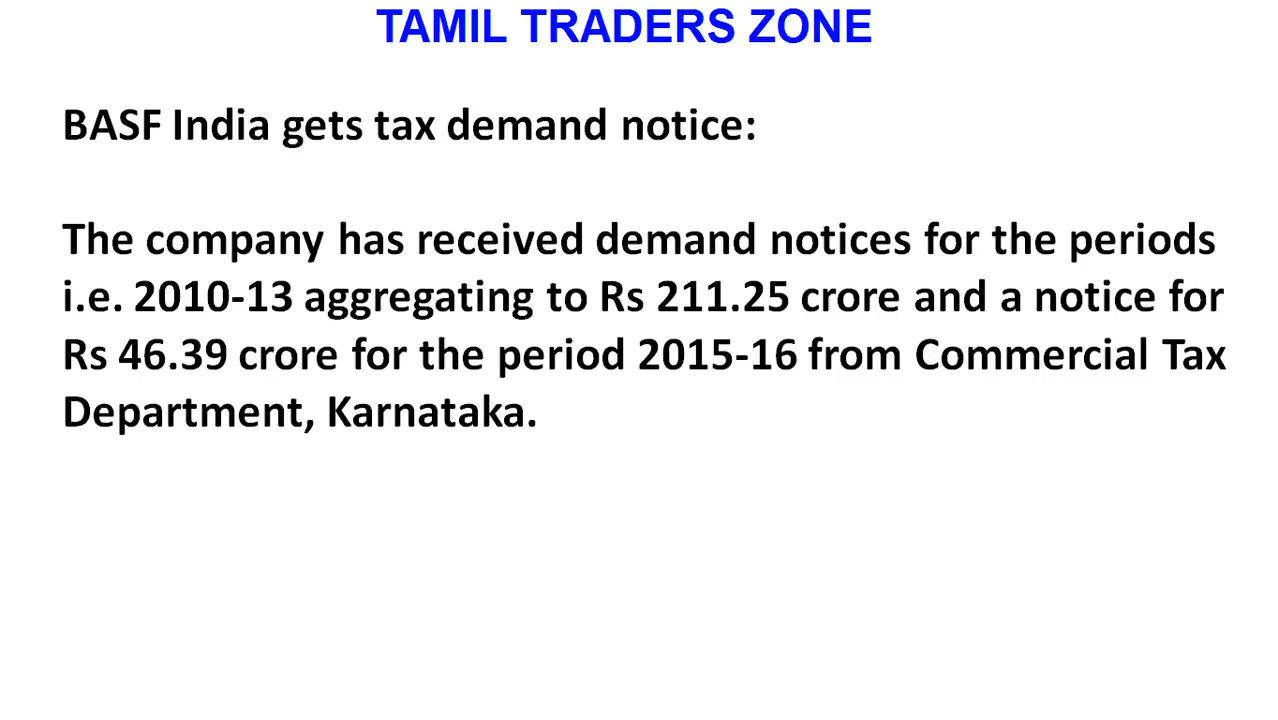 TAMIL TRADERS ZONE
BASF India gets tax demand notice:
The company has received demand notices for the periods
i.e. 2010-13 aggregating to Rs 211.25 crore and a notice for
Rs 46.39 crore for the period 2015-16 from Commercial Tax
Department, Karnataka.